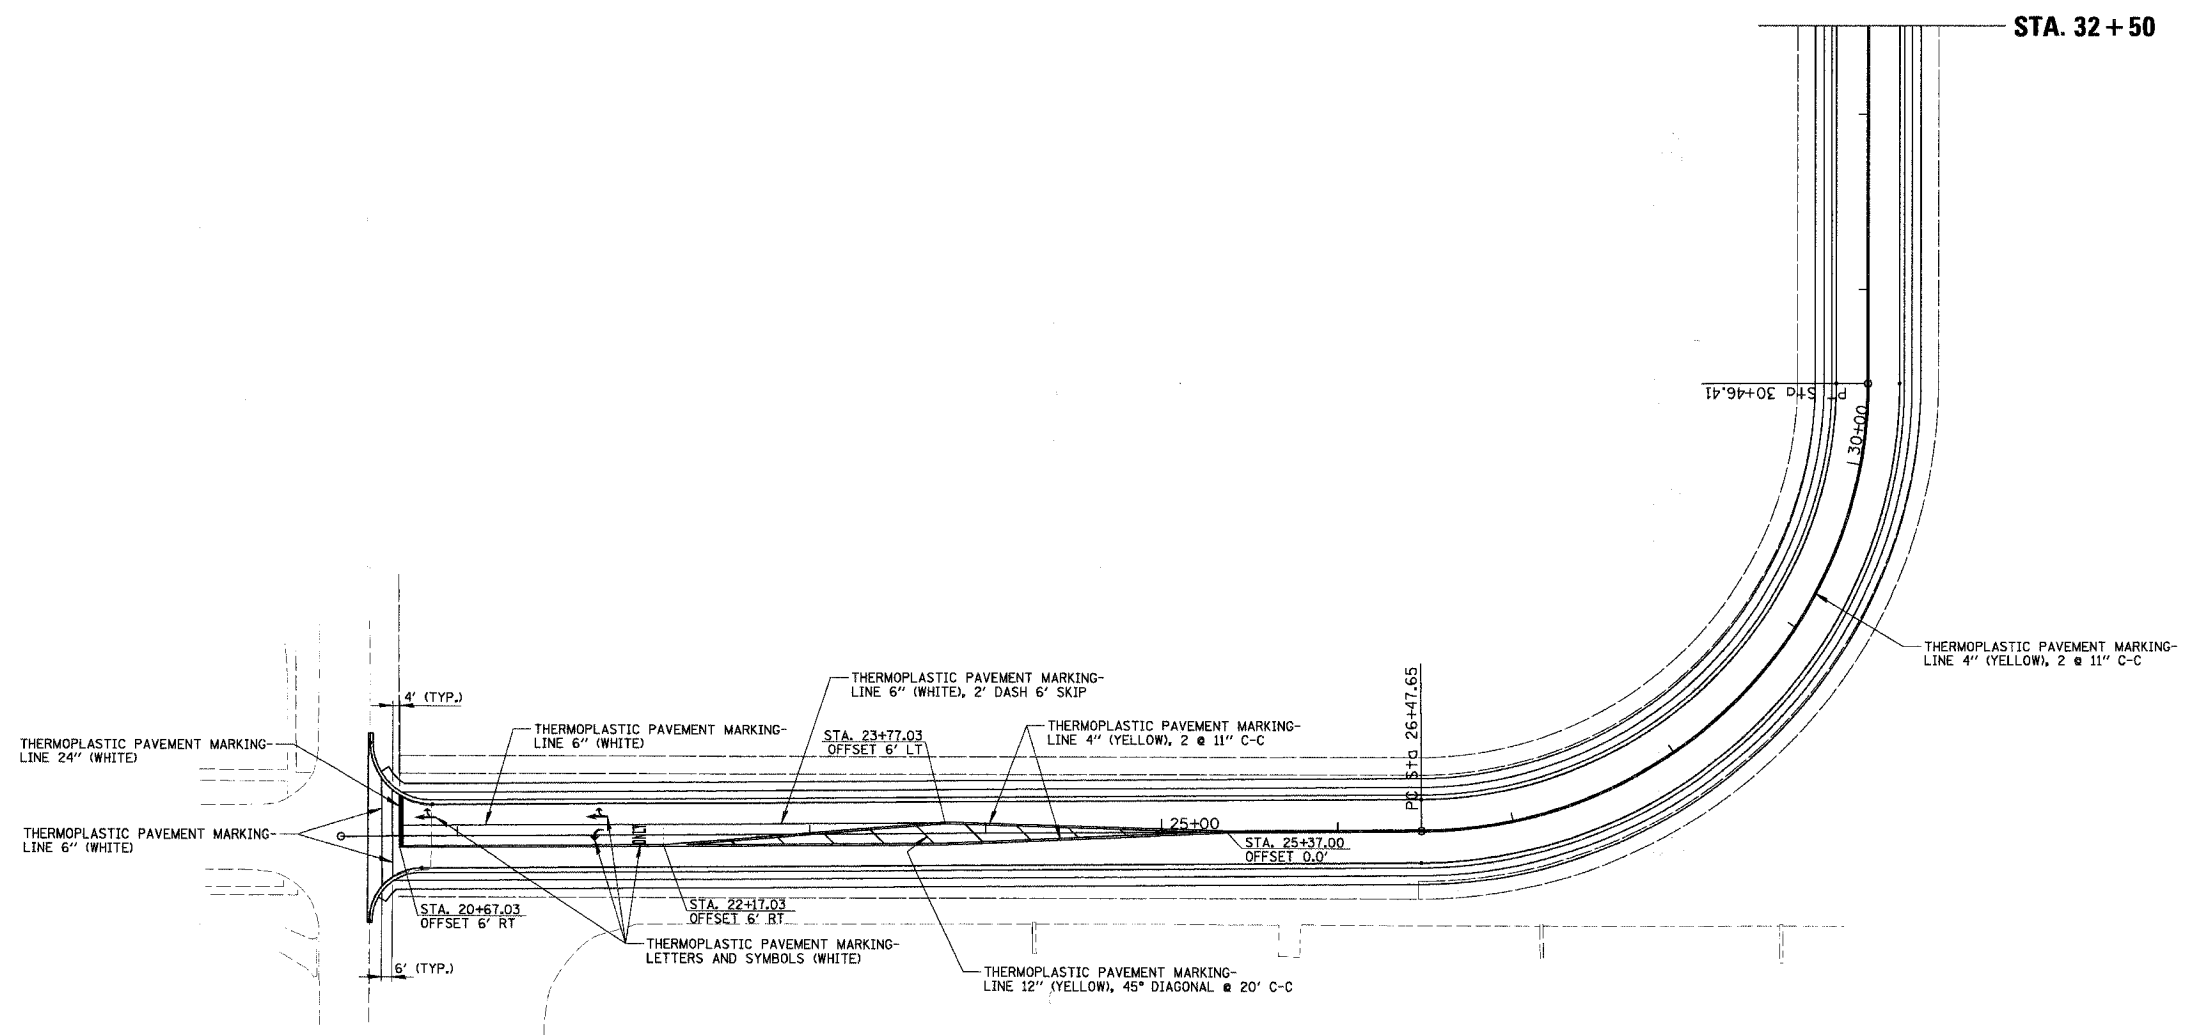 STA. 32+50
PT Sta 30+46.41
30+00
THERMOPLASTIC PAVEMENT MARKING-
LINE 4" (YELLOW), 2 @ 11" C-C
PC Sta 26+47.65
THERMOPLASTIC PAVEMENT MARKING-
LINE 6" (WHITE), 2' DASH 6' SKIP
4' (TYP.)
THERMOPLASTIC PAVEMENT MARKING-
LINE 6" (WHITE)
STA. 23+77.03
OFFSET 6' LT
THERMOPLASTIC PAVEMENT MARKING-
LINE 4" (YELLOW), 2 @ 11" C-C
THERMOPLASTIC PAVEMENT MARKING-
LINE 24" (WHITE)
THERMOPLASTIC PAVEMENT MARKING-
LINE 6" (WHITE)
ONLY
25+00
STA. 25+37.00
OFFSET 0.0'
STA. 20+67.03
OFFSET 6' RT
STA. 22+17.03
OFFSET 6' RT
THERMOPLASTIC PAVEMENT MARKING-
LETTERS AND SYMBOLS (WHITE)
6' (TYP.)
THERMOPLASTIC PAVEMENT MARKING-
LINE 12" (YELLOW), 45° DIAGONAL @ 20' C-C